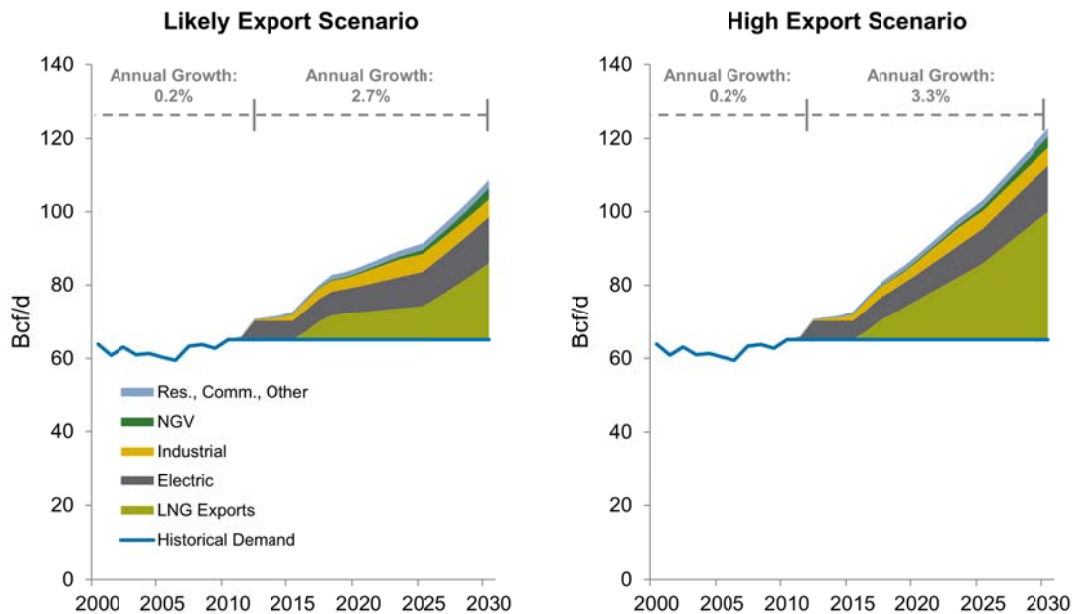 Likely Export Scenario
Annual Growth:
0.2%
Annual Growth:
2.7%
140
120
100
80
60
40
20
0
Bcf/d
Res., Comm., Other
NGV
Industrial
Electric
LNG Exports
Historical Demand
2000 2005 2010 2015 2020 2025 2030
High Export Scenario
Annual Growth:
0.2%
Annual Growth:
3.3%
140
120
100
80
60
40
20
0
Bcf/d
2000 2005 2010 2015 2020 2025 2030